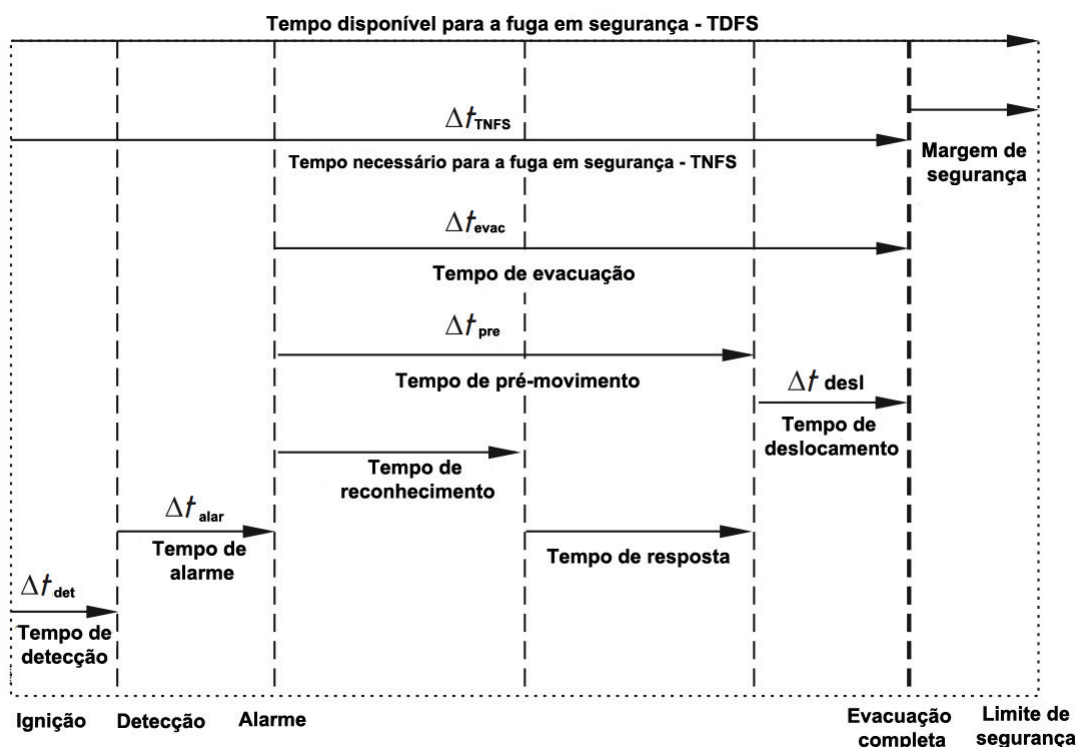 Tempo disponível para a fuga em segurança - TDFS
Δt TNFS
Tempo necessário para a fuga em segurança - TNFS
Margem de
segurança
Δt evac
Tempo de evacuação
Δt pre
Tempo de pré-movimento
Δt desl
Tempo de
deslocamento
Tempo de
reconhecimento
Δt alar
Tempo de
alarme
Tempo de resposta
Δt det
Tempo de
detecção
Ignição
Detecção
Alarme
Evacuação
completa
Limite de
segurança